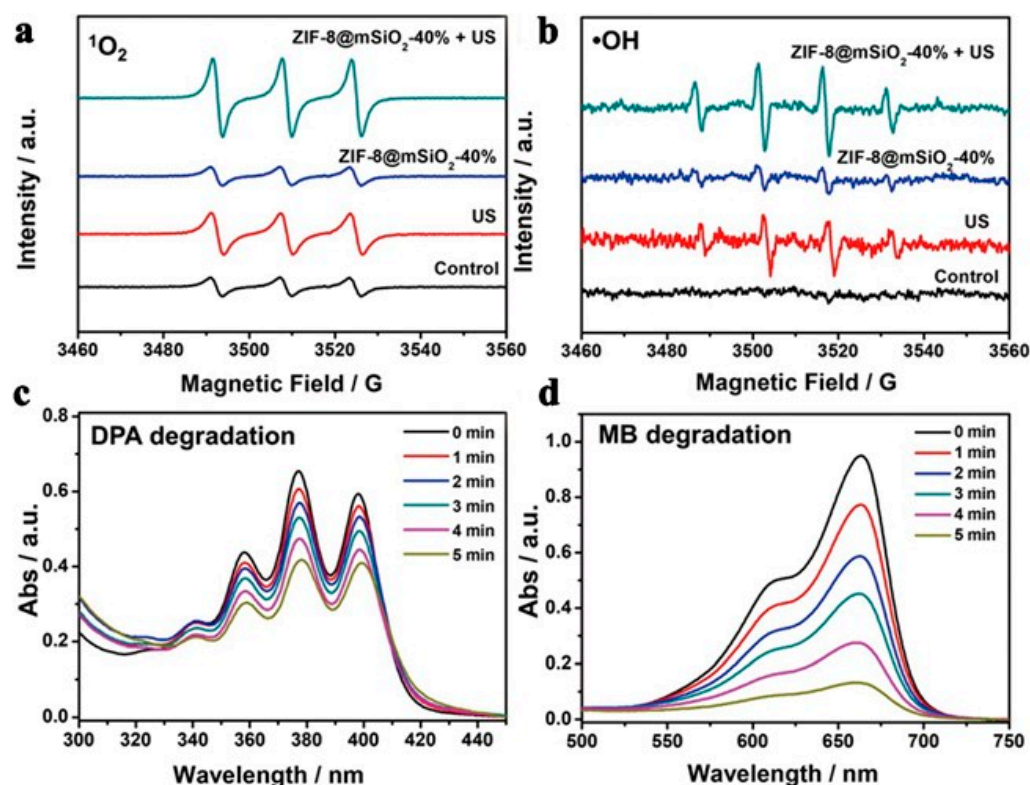 a
¹O₂
ZIF-8@mSiO₂-40% + US
ZIF-8@mSiO₂-40%
US
Control
Intensity / a.u.
3460 3480 3500 3520 3540 3560
Magnetic Field / G
b
•OH
ZIF-8@mSiO₂-40% + US
ZIF-8@mSiO₂-40%
US
Control
Intensity / a.u.
3460 3480 3500 3520 3540 3560
Magnetic Field / G
c
DPA degradation
0 min
1 min
2 min
3 min
4 min
5 min
Abs / a.u.
0.8
0.6
0.4
0.2
0.0
300 320 340 360 380 400 420 440
Wavelength / nm
d
MB degradation
0 min
1 min
2 min
3 min
4 min
5 min
Abs / a.u.
1.0
0.8
0.6
0.4
0.2
0.0
500 550 600 650 700 750
Wavelength / nm